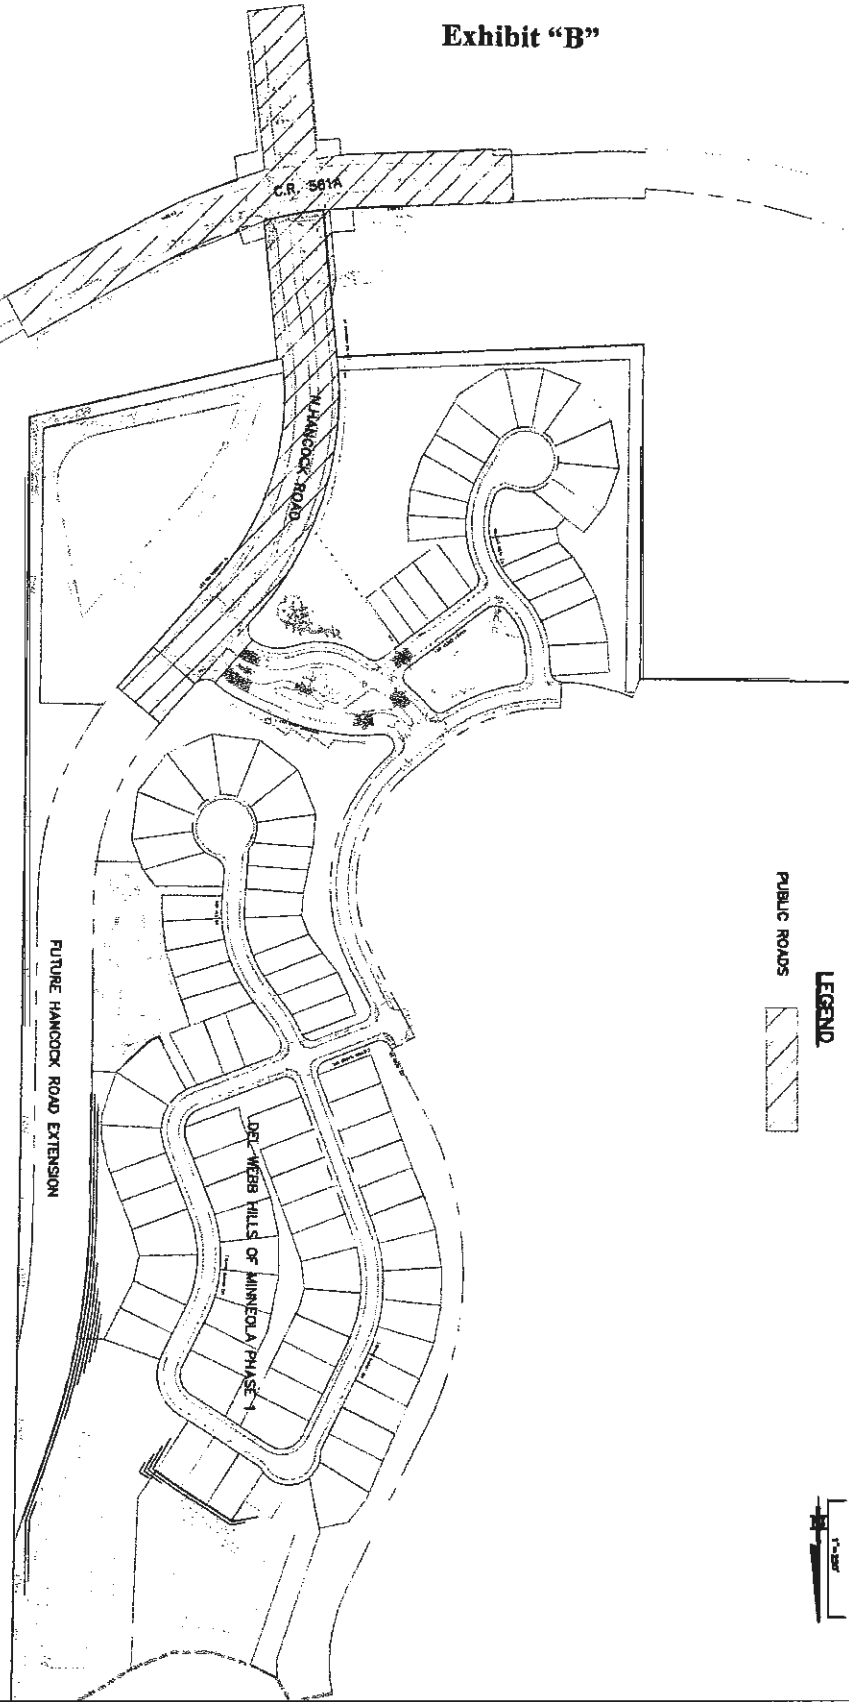 Exhibit “B”
C.R. 561A
N.HANCOCK ROAD
LEGEND
PUBLIC ROADS
FUTURE HANCOCK ROAD EXTENSION
DEL WEBB HILLS OF MINNEOLA PHASE 1